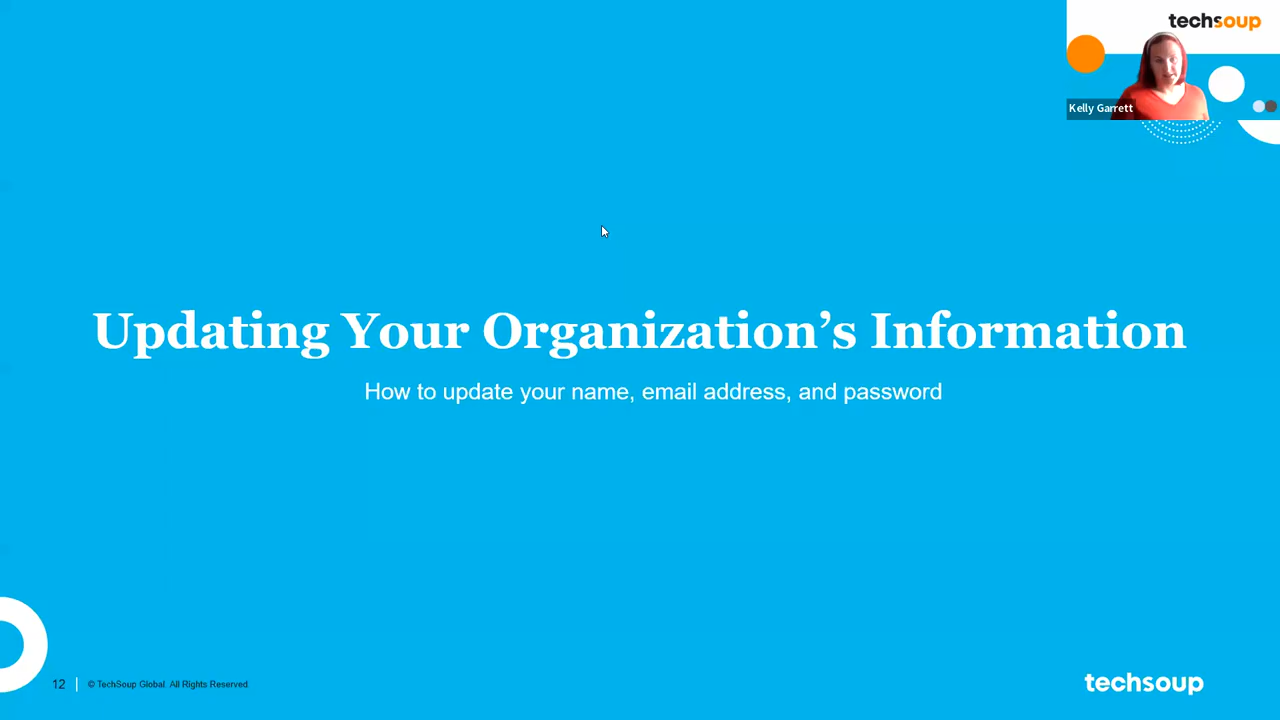 techsoup
Kelly Garrett
Updating Your Organization’s Information
How to update your name, email address, and password
12
© TechSoup Global. All Rights Reserved.
techsoup